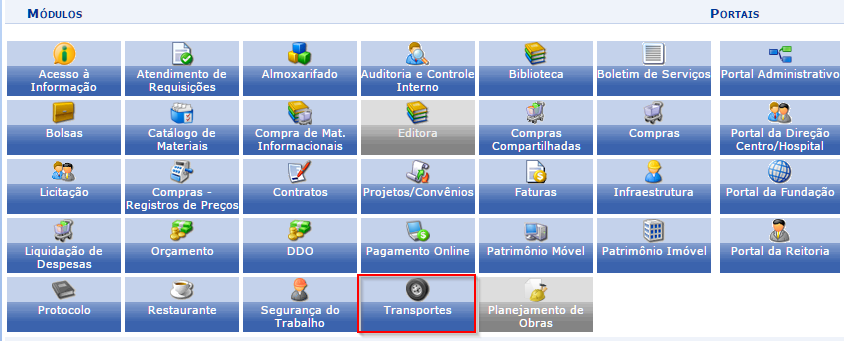 MÓDULOS
PORTAIS
Acesso à
Informação
Atendimento de
Requisições
Almoxarifado
Auditoria e Controle
Interno
Biblioteca
Boletim de Serviços
Portal Administrativo
Bolsas
Catálogo de
Materiais
Compra de Mat.
Informacionais
Editora
Compras
Compartilhadas
Compras
Portal da Direção
Centro/Hospital
Licitação
Compras -
Registros de Preços
Contratos
Projetos/Convênios
Faturas
Infraestrutura
Portal da Fundação
Liquidação de
Despesas
Orçamento
DDO
Pagamento Online
Patrimônio Móvel
Patrimônio Imóvel
Portal da Reitoria
Protocolo
Restaurante
Segurança do
Trabalho
Transportes
Planejamento de
Obras